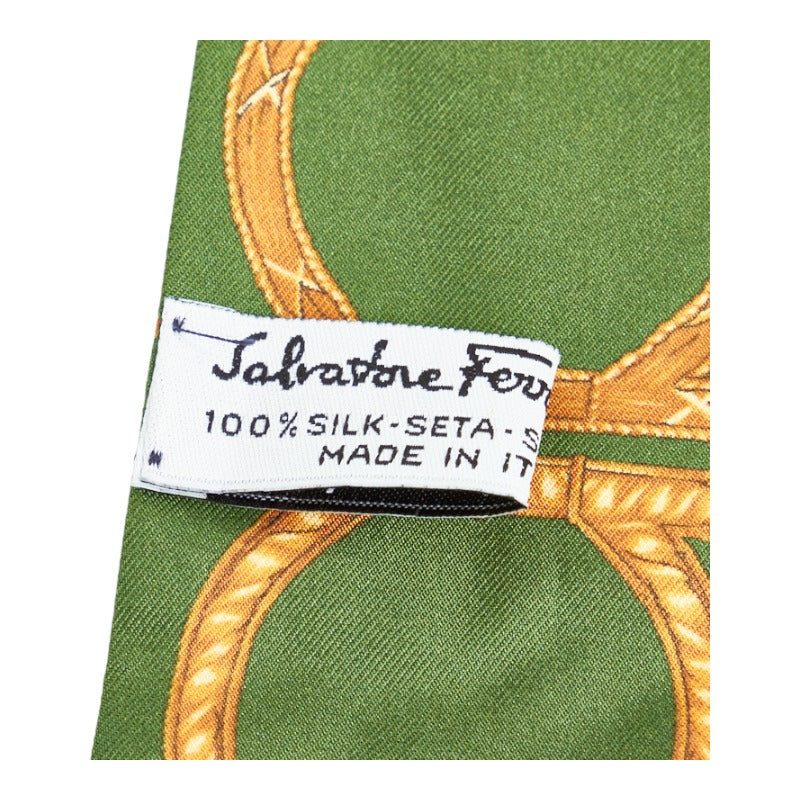 Salvatore Ferr
100% SILK-SETA-S
MADE IN IT